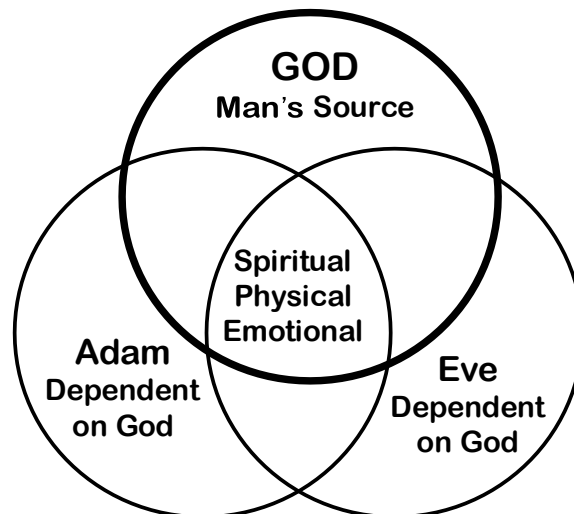 GOD
Man's Source
Spiritual
Physical
Emotional
Adam
Dependent
on God
Eve
Dependent
on God